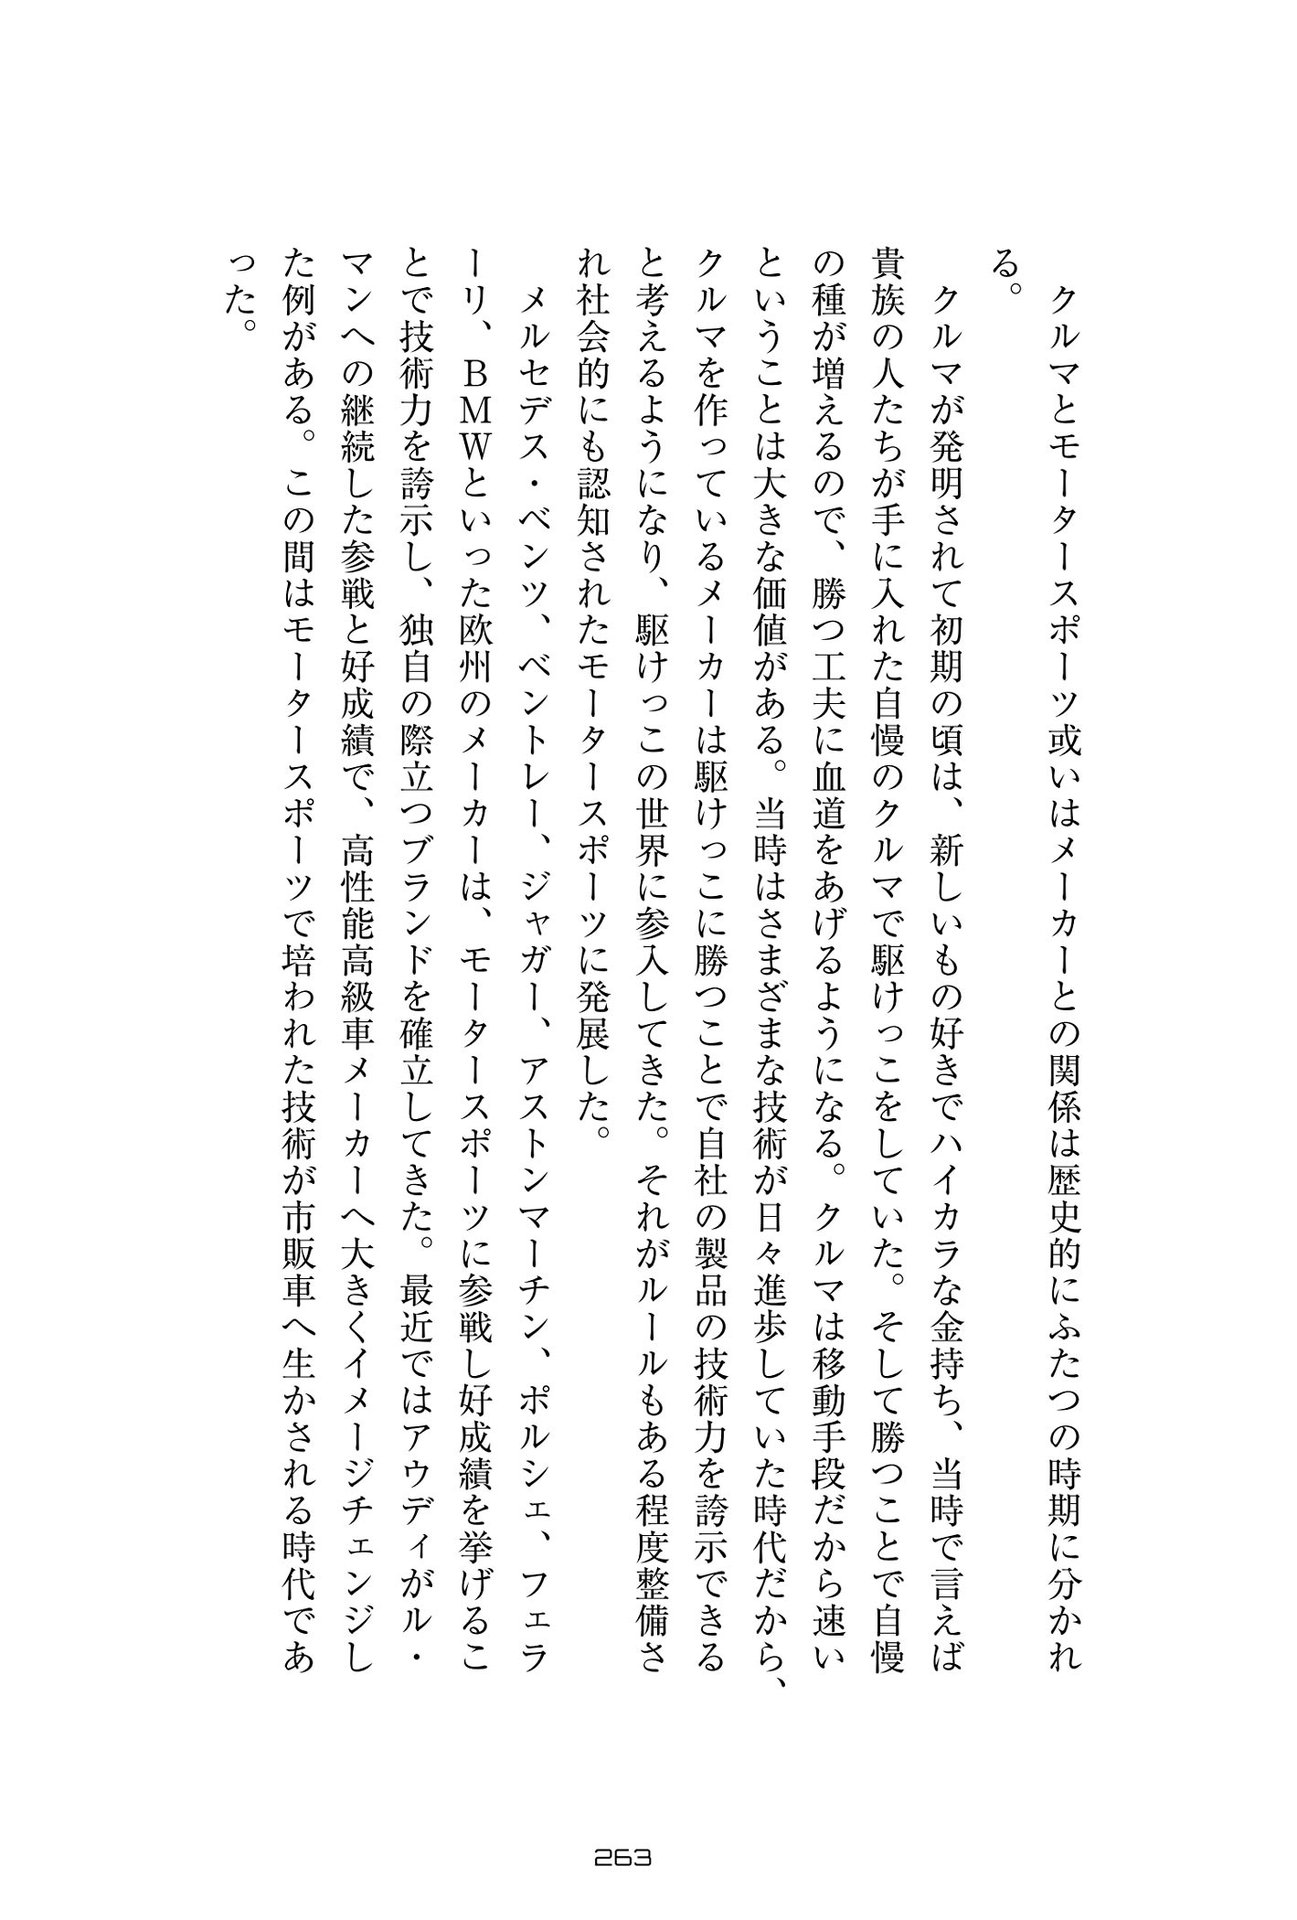 クルマとモータースポーツ或いはメーカーとの関係は歴史的にふたつの時期に分かれ
る。
クルマが発明されて初期の頃は、新しいもの好きでハイカラな金持ち、当時で言えば
貴族の人たちが手に入れた自慢のクルマで駆けっこをしていた。そして勝つことで自慢
の種が増えるので、勝つ工夫に血道をあげるようになる。クルマは移動手段だから速い
ということは大きな価値がある。当時はさまざまな技術が日々進歩していた時代だから、
クルマを作っているメーカーは駆けっこに勝つことで自社の製品の技術力を誇示できる
と考えるようになり、駆けっこの世界に参入してきた。それがルールもある程度整備さ
れ社会的にも認知されたモータースポーツに発展した。
メルセデス・ベンツ、ベントレー、ジャガー、アストンマーチン、ポルシェ、フェラ
ーリ、ＢＭＷといった欧州のメーカーは、モータースポーツに参戦し好成績を挙げるこ
とで技術力を誇示し、独自の際立つブランドを確立してきた。最近ではアウディがル・
マンへの継続した参戦と好成績で、高性能高級車メーカーへ大きくイメージチェンジし
た例がある。この間はモータースポーツで培われた技術が市販車へ生かされる時代であ
った。
263